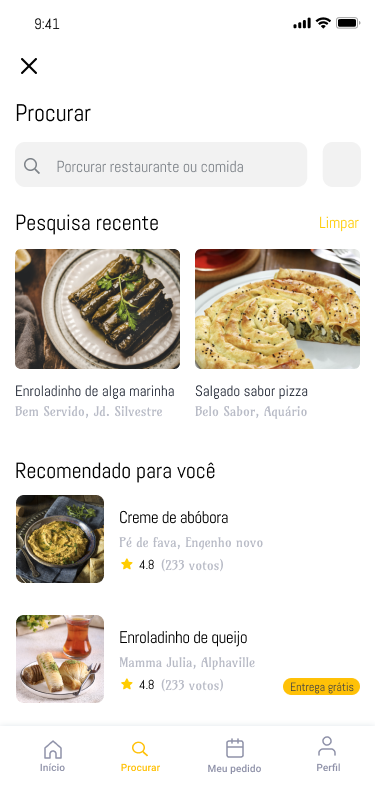 9:41
Procurar
Porcurar restaurante ou comida
Pesquisa recente
Limpar
Enroladinho de alga marinha
Bem Servido, Jd. Silvestre
Salgado sabor pizza
Belo Sabor, Aquário
Recomendado para você
Creme de abóbora
Pé de fava, Engenho novo
4.8 (233 votos)
Enroladinho de queijo
Mamma Julia, Alphaville
4.8 (233 votos)
Entrega grátis
Início
Procurar
Meu pedido
Perfil